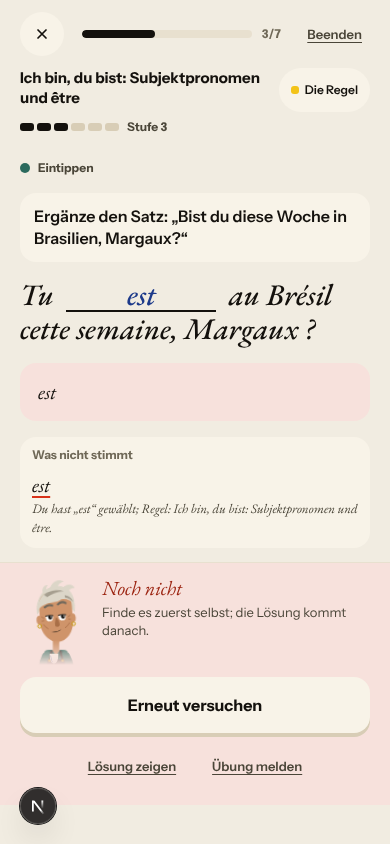 ✕
3/7
Beenden
Ich bin, du bist: Subjektpronomen
und être
Die Regel
Stufe 3
Eintippen
Ergänze den Satz: „Bist du diese Woche in
Brasilien, Margaux?“
Tu est au Brésil
cette semaine, Margaux ?
est
Was nicht stimmt
est
Du hast „est“ gewählt; Regel: Ich bin, du bist: Subjektpronomen und
être.
Noch nicht
Finde es zuerst selbst; die Lösung kommt
danach.
Erneut versuchen
Lösung zeigen Übung melden
N